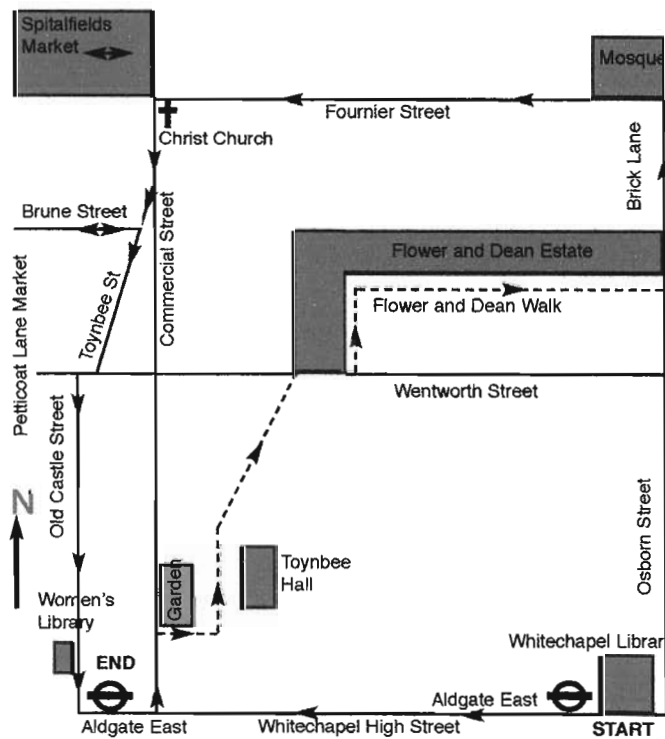 Spitalfields
Market
Mosque
Fournier Street
Christ Church
Brick Lane
Brune Street
Commercial Street
Flower and Dean Estate
Toynbee St
Flower and Dean Walk
Petticoat Lane Market
Wentworth Street
Old Castle Street
N
Osborn Street
Garden
Toynbee
Hall
Women's
Library
Whitechapel Librar
END
Aldgate East
Aldgate East
Whitechapel High Street
START